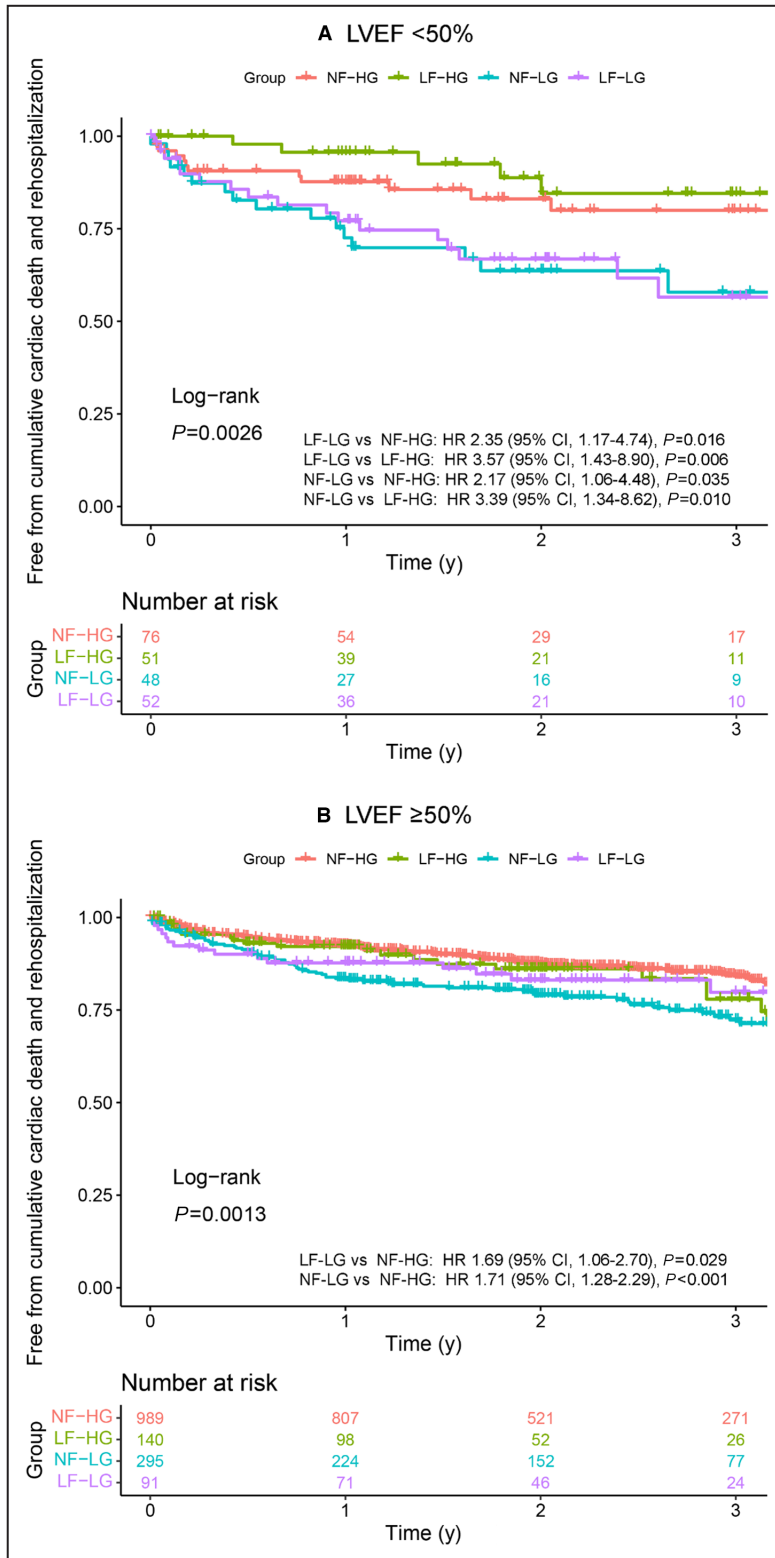 A LVEF <50%
Group NF−HG LF−HG NF−LG LF−LG
Free from cumulative cardiac death and rehospitalization
1.00
0.75
0.50
0.25
0.00
Log−rank
P=0.0026
LF-LG vs NF-HG: HR 2.35 (95% CI, 1.17-4.74), P=0.016
LF-LG vs LF-HG: HR 3.57 (95% CI, 1.43-8.90), P=0.006
NF-LG vs NF-HG: HR 2.17 (95% CI, 1.06-4.48), P=0.035
NF-LG vs LF-HG: HR 3.39 (95% CI, 1.34-8.62), P=0.010
0 1 2 3
Time (y)
Number at risk
Group
NF−HG 76 54 29 17
LF−HG 51 39 21 11
NF−LG 48 27 16 9
LF−LG 52 36 21 10
0 1 2 3
Time (y)
B LVEF ≥50%
Group NF−HG LF−HG NF−LG LF−LG
Free from cumulative cardiac death and rehospitalization
1.00
0.75
0.50
0.25
0.00
Log−rank
P=0.0013
LF-LG vs NF-HG: HR 1.69 (95% CI, 1.06-2.70), P=0.029
NF-LG vs NF-HG: HR 1.71 (95% CI, 1.28-2.29), P<0.001
0 1 2 3
Time (y)
Number at risk
Group
NF−HG 989 807 521 271
LF−HG 140 98 52 26
NF−LG 295 224 152 77
LF−LG 91 71 46 24
0 1 2 3
Time (y)